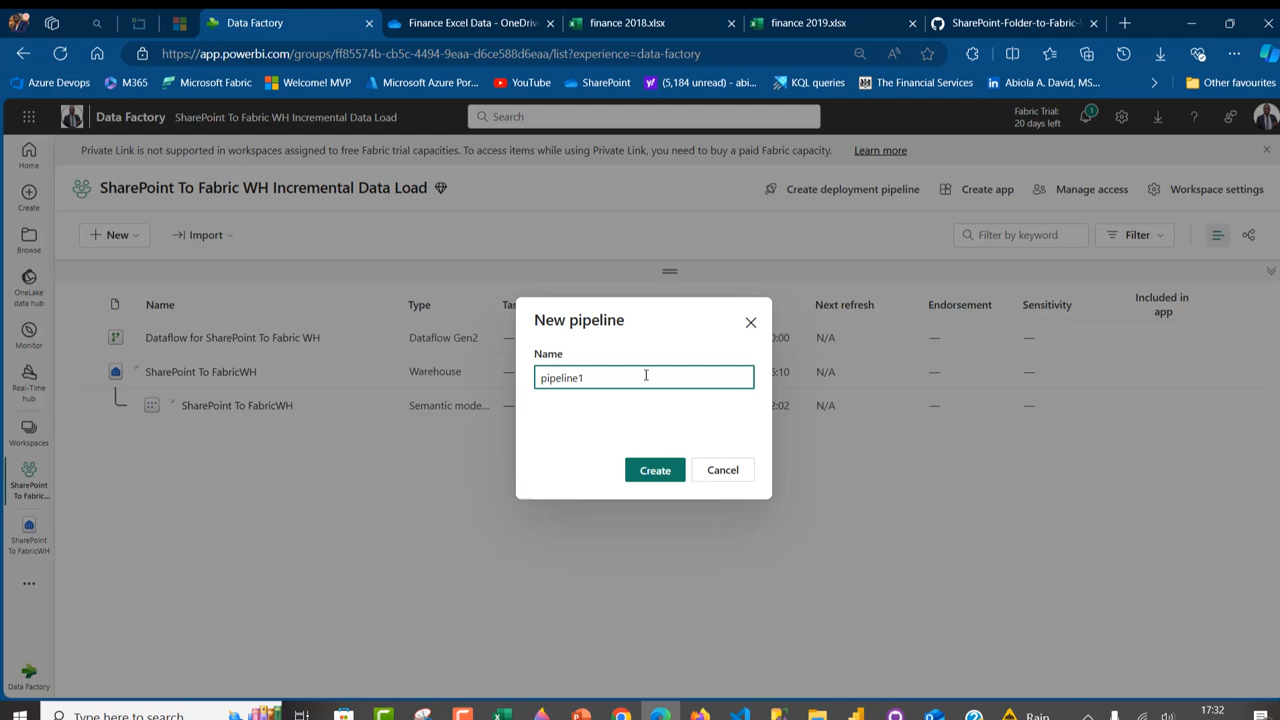 Data Factory
Finance Excel Data - OneDriv
finance 2018.xlsx
finance 2019.xlsx
SharePoint-Folder-to-Fabric-
https://app.powerbi.com/groups/ff85574b-cb5c-4494-9eaa-d6ce588d6eaa/list?experience=data-factory
Azure Devops
M365
Microsoft Fabric
Welcome! MVP
Microsoft Azure Por...
YouTube
SharePoint
(5,184 unread) - abi...
KQL queries
The Financial Services
Abiola A. David, MS...
Other favourites
Data Factory SharePoint To Fabric WH Incremental Data Load
Search
Fabric Trial:
20 days left
1
Private Link is not supported in workspaces assigned to free Fabric trial capacities. To access items while using Private Link, you need to buy a paid Fabric capacity. Learn more
Home
Create
Browse
OneLake
data hub
Monitor
Real-Time
hub
Workspaces
SharePoint
To Fabric...
SharePoint
To FabricWH
Data Factory
SharePoint To Fabric WH Incremental Data Load
Create deployment pipeline
Create app
Manage access
Workspace settings
New
Import
Filter by keyword
Filter
Name Type Tas Next refresh Endorsement Sensitivity Included in
app
Dataflow for SharePoint To Fabric WH Dataflow Gen2 — :00 N/A — —
SharePoint To FabricWH Warehouse — 6:10 N/A — —
SharePoint To FabricWH Semantic mode... — 2:02 N/A — —
New pipeline
Name
pipeline1
Create
Cancel
Type here to search
Rain
17:32